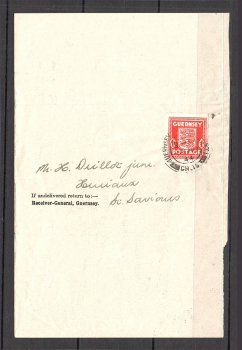 GUERNSEY
POSTAGE
Mr. H. Duillot junr.
If undelivered return to:—
Receiver-General, Guernsey.
St. Saviours